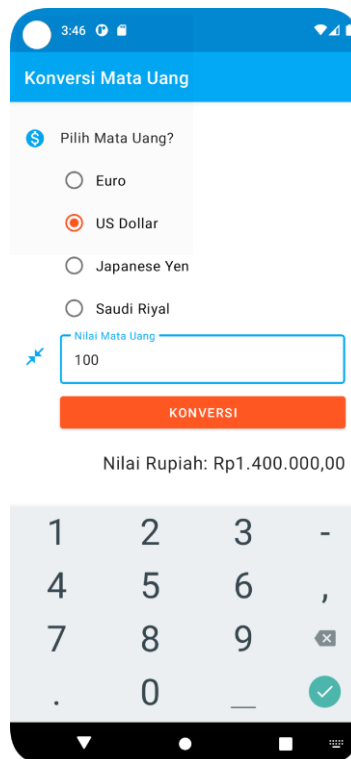 3:46
Konversi Mata Uang
Pilih Mata Uang?
Euro
US Dollar
Japanese Yen
Saudi Riyal
Nilai Mata Uang
100
KONVERSI
Nilai Rupiah: Rp1.400.000,00
1 2 3 -
4 5 6 ,
7 8 9
. 0 _